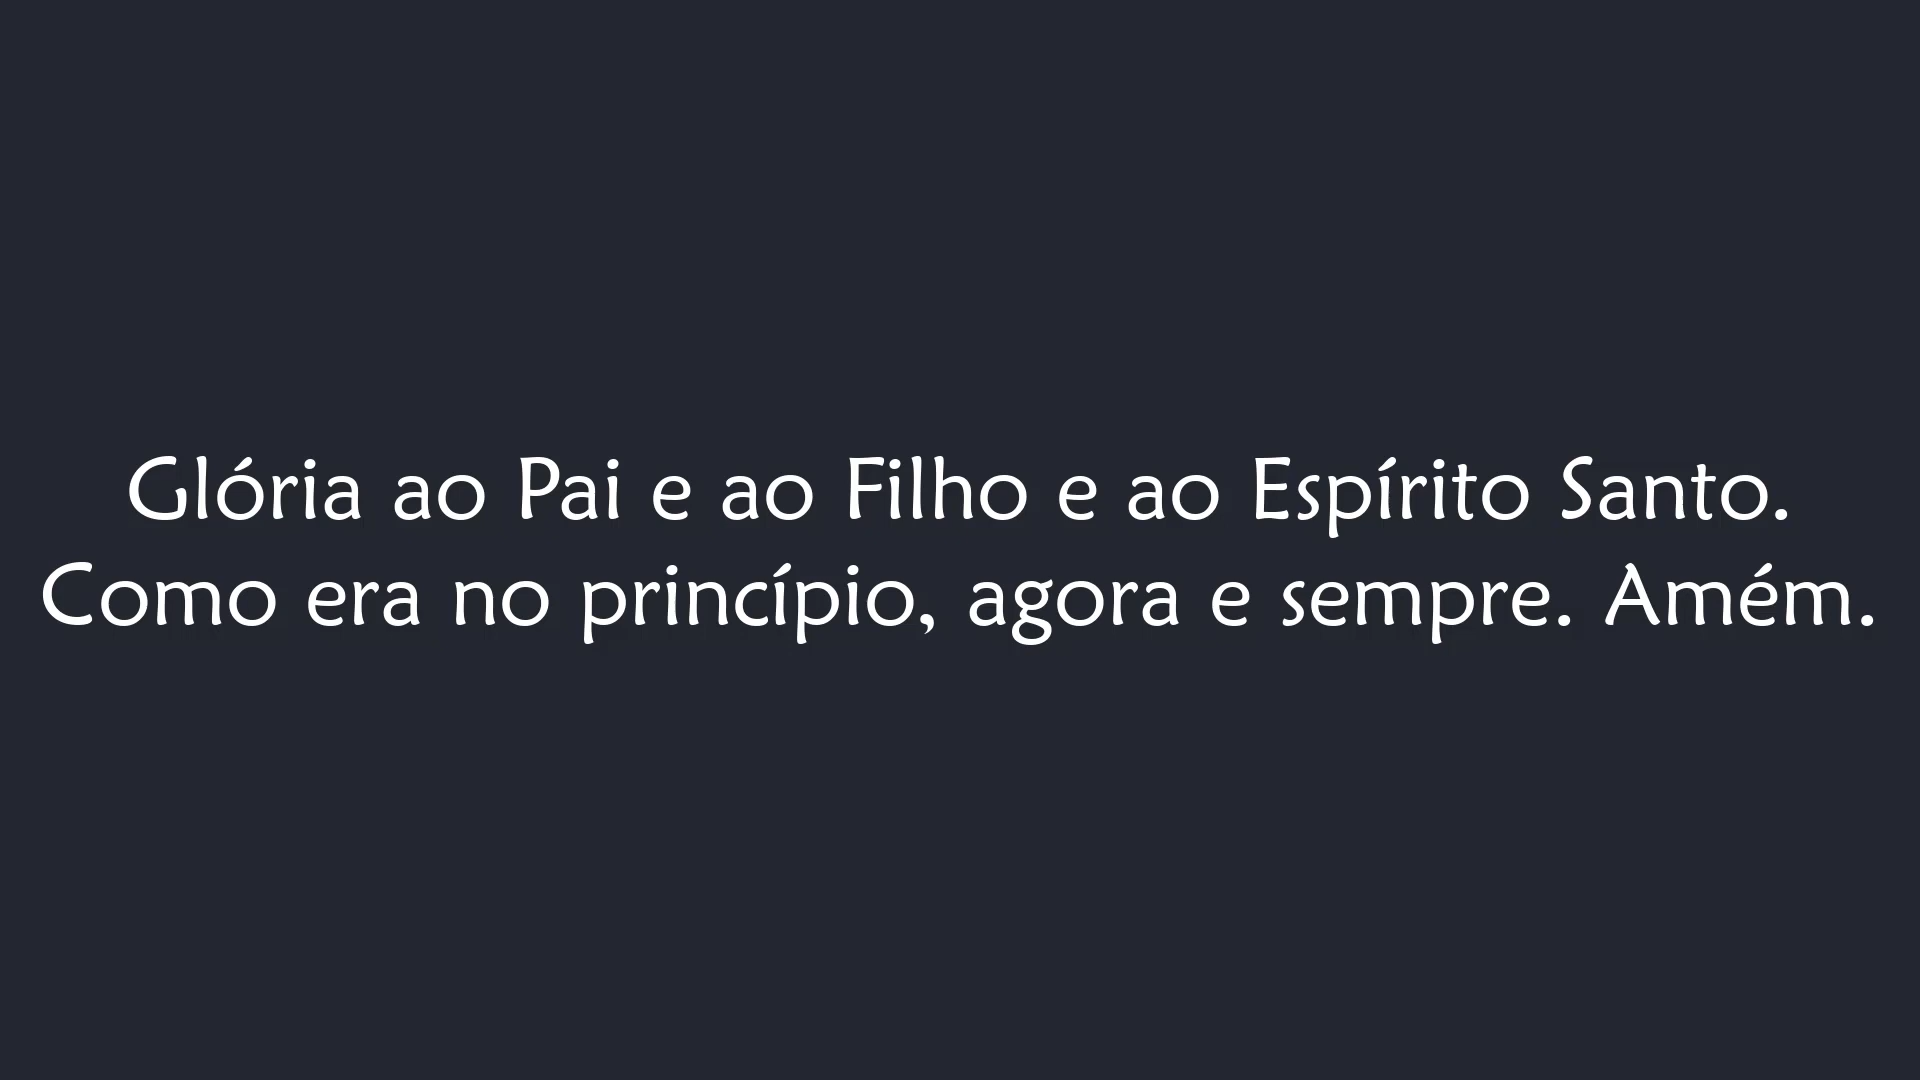 Glória ao Pai e ao Filho e ao Espírito Santo.
Como era no princípio, agora e sempre. Amém.